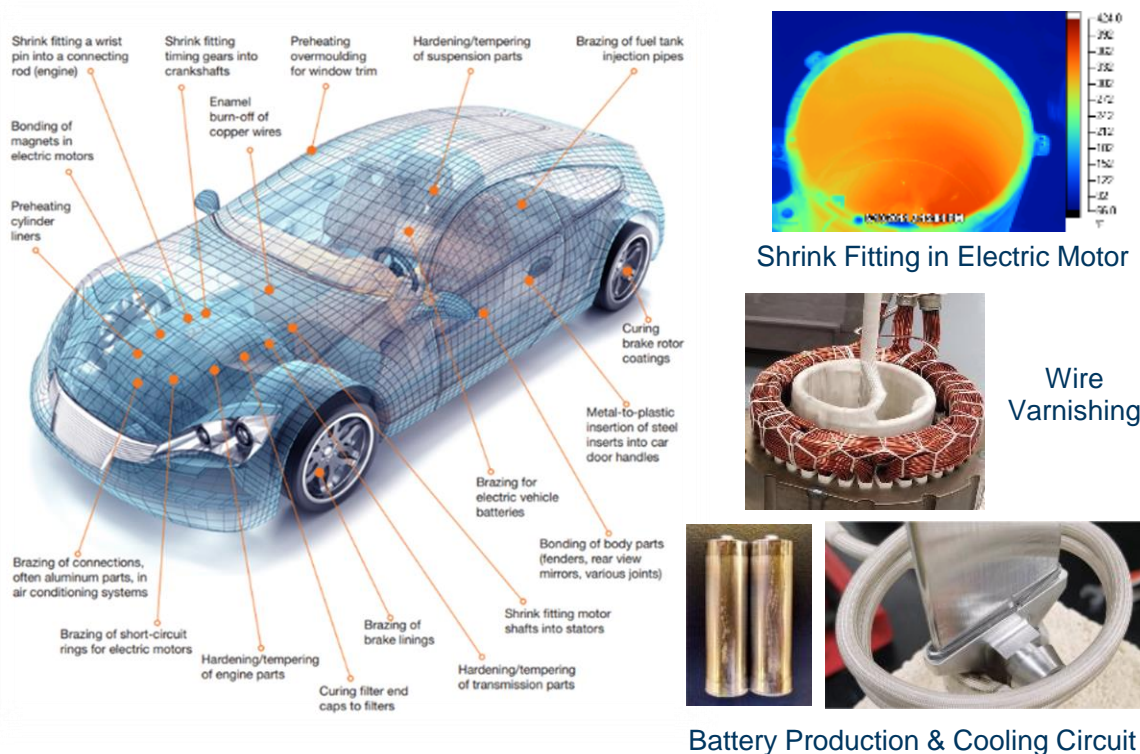 Shrink fitting a wrist
pin into a connecting
rod (engine)
Shrink fitting
timing gears into
crankshafts
Preheating
overmoulding
for window trim
Hardening/tempering
of suspension parts
Brazing of fuel tank
injection pipes
Enamel
burn-off of
copper wires
Bonding of
magnets in
electric motors
Preheating
cylinder
liners
Curing
brake rotor
coatings
Metal-to-plastic
insertion of steel
inserts into car
door handles
Brazing for
electric vehicle
batteries
Bonding of body parts
(fenders, rear view
mirrors, various joints)
Brazing of connections,
often aluminum parts, in
air conditioning systems
Shrink fitting motor
shafts into stators
Brazing of short-circuit
rings for electric motors
Brazing of
brake linings
Hardening/tempering
of engine parts
Hardening/tempering
of transmission parts
Curing filter end
caps to filters
424.0
Shrink Fitting in Electric Motor
Wire
Varnishing
Battery Production & Cooling Circuit